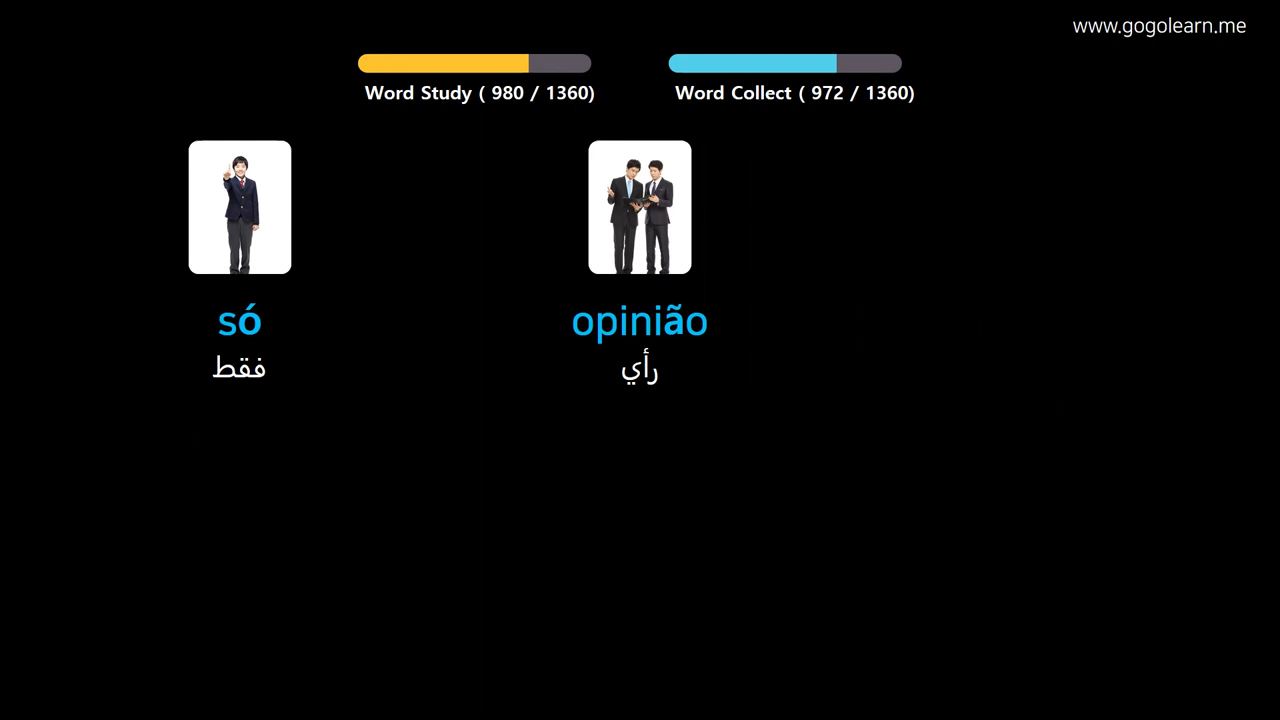 www.gogolearn.me
Word Study ( 980 / 1360)
Word Collect ( 972 / 1360)
só
فقط
opinião
رأي